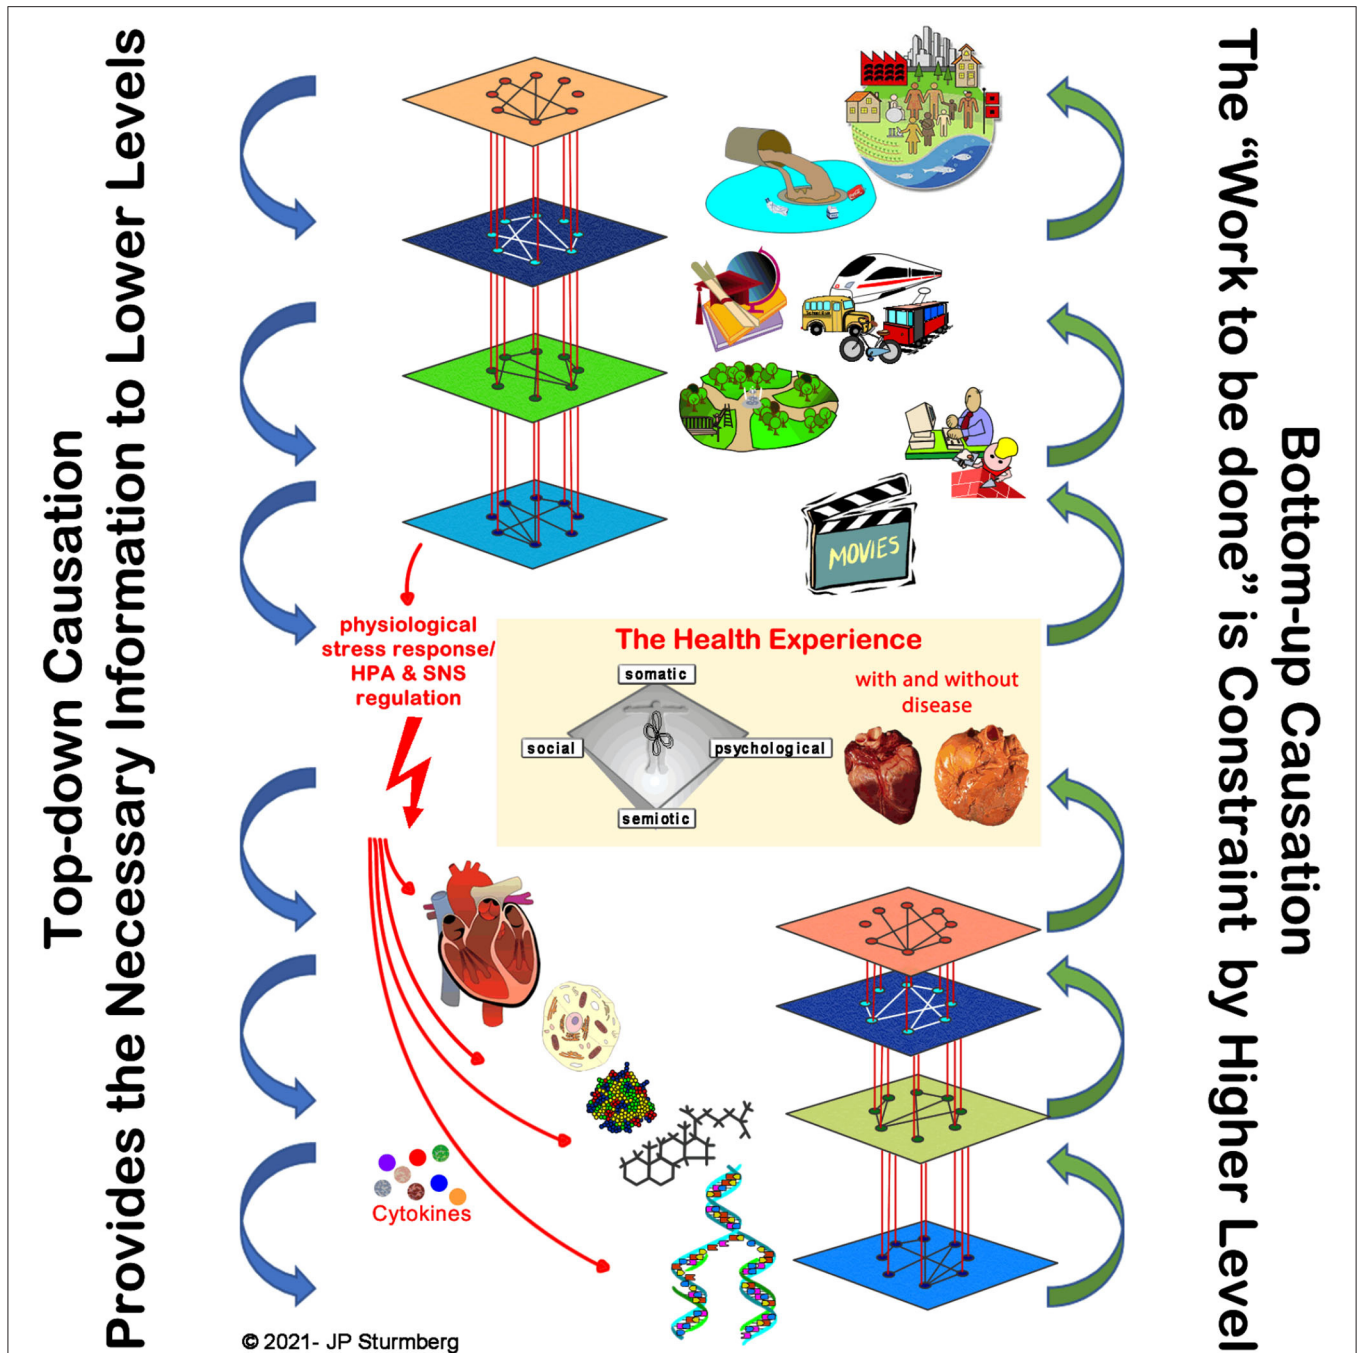 Top-down Causation
Provides the Necessary Information to Lower Levels
MOVIES
physiological
stress response/
HPA & SNS
regulation
The Health Experience
somatic
social
psychological
semiotic
with and without
disease
Cytokines
© 2021- JP Sturmberg
Bottom-up Causation
The “Work to be done” is Constraint by Higher Level